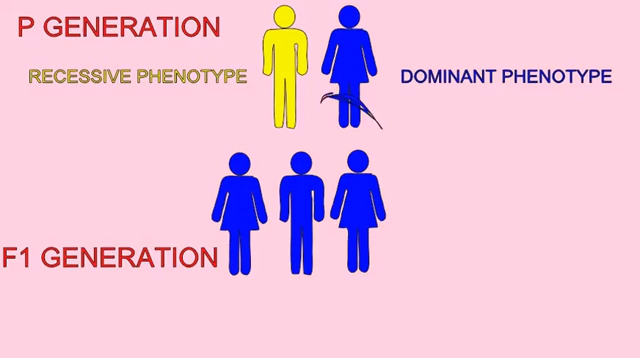 P GENERATION
RECESSIVE PHENOTYPE
DOMINANT PHENOTYPE
F1 GENERATION